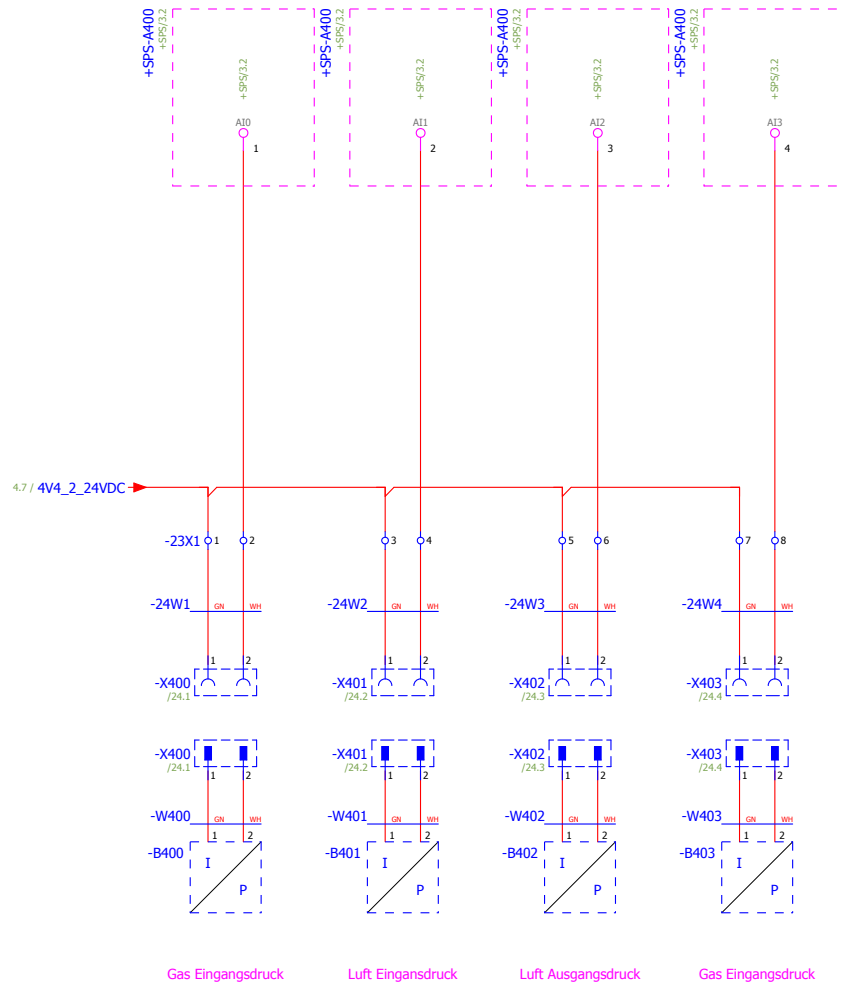 +SPS-A400
+SPS/3.2
+SPS-A400
+SPS/3.2
+SPS-A400
+SPS/3.2
+SPS-A400
+SPS/3.2
+SPS/3.2
+SPS/3.2
+SPS/3.2
+SPS/3.2
AI0
AI1
AI2
AI3
1
2
3
4
4.7 / 4V4_2_24VDC
-23X1 1 2 3 4 5 6 7 8
-24W1 GN WH
-24W2 GN WH
-24W3 GN WH
-24W4 GN WH
1 2 1 2 1 2 1 2
-X400
/24.1
-X401
/24.2
-X402
/24.3
-X403
/24.4
-X400
/24.1
-X401
/24.2
-X402
/24.3
-X403
/24.4
1 2 1 2 1 2 1 2
-W400 GN WH
-W401 GN WH
-W402 GN WH
-W403 GN WH
1 2 1 2 1 2 1 2
-B400 I P
-B401 I P
-B402 I P
-B403 I P
Gas Eingangsdruck
Luft Eingansdruck
Luft Ausgangsdruck
Gas Eingangsdruck